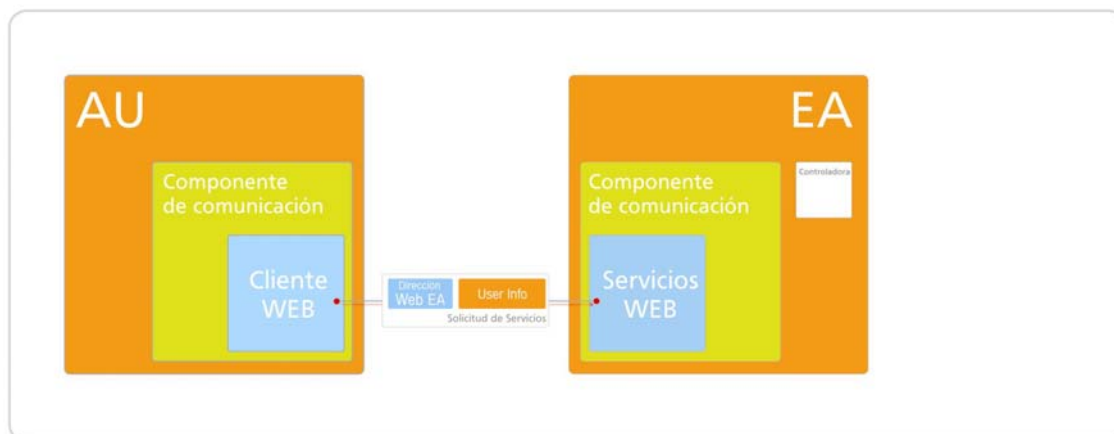 AU
Componente
de comunicación
Cliente
WEB
Dirección
Web EA
User Info
Solicitud de Servicios
EA
Controladora
Componente
de comunicación
Servicios
WEB